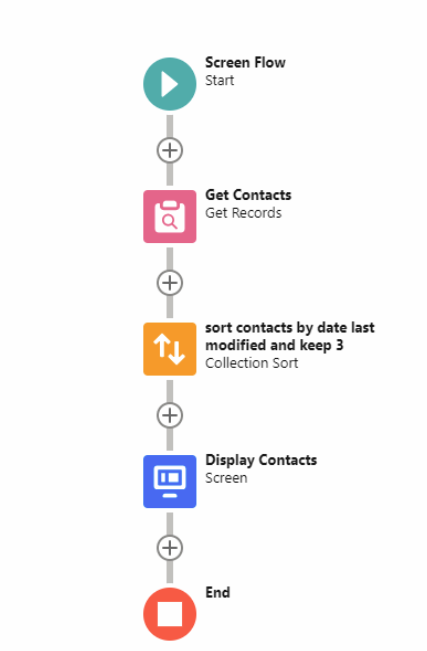 Screen Flow
Start
Get Contacts
Get Records
sort contacts by date last
modified and keep 3
Collection Sort
Display Contacts
Screen
End